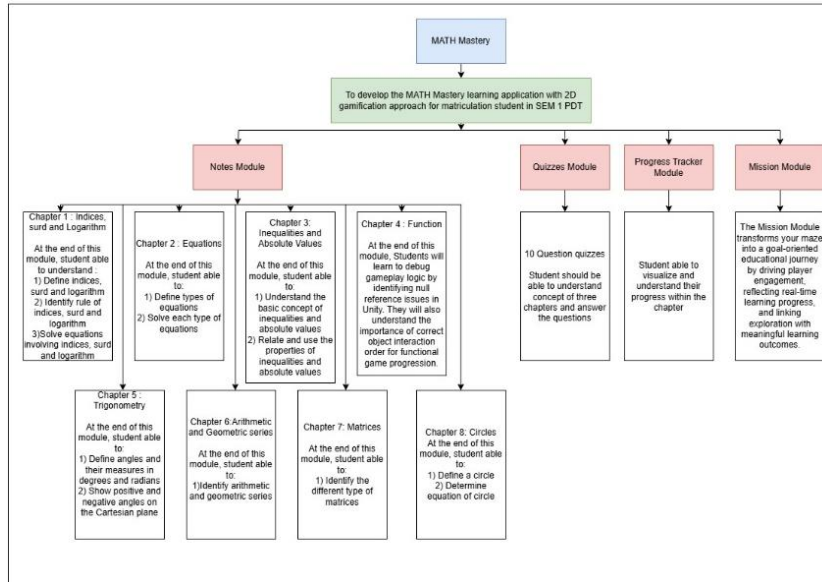 MATH Mastery
To develop the MATH Mastery learning application with 2D
gamification approach for matriculation student in SEM 1 PDT
Notes Module
Quizzes Module
Progress Tracker
Module
Mission Module
Chapter 1 : Indices,
surd and Logarithm
At the end of this
module, student able
to understand :
1) Define indices,
surd and logarithm
2) Identify rule of
indices, surd and
logarithm
3)Solve equations
involving indices, surd
and logarithm
Chapter 2 : Equations
At the end of this
module, student able
to:
1) Define types of
equations
2) Solve each type of
equations
Chapter 3:
Inequalities and
Absolute Values
At the end of this
module, student able
to:
1) Understand the
basic concept of
inequalities and
absolute values
2) Relate and use the
properties of
inequalities and
absolute values
Chapter 4 : Function
At the end of this
module, Students will
learn to debug
gameplay logic by
identifying null
reference issues in
Unity. They will also
understand the
importance of correct
object interaction
order for functional
game progression.
10 Question quizzes
Student should be
able to understand
concept of three
chapters and answer
the questions
Student able to
visualize and
understand their
progress within the
chapter
The Mission Module
transforms your maze
into a goal-oriented
educational journey
by driving player
engagement,
reflecting real-time
learning progress,
and linking
exploration with
meaningful learning
outcomes.
Chapter 5 :
Trigonometry
At the end of this
module, student able
to:
1) Define angles and
their measures in
degrees and radians
2) Show positive and
negative angles on
the Cartesian plane
Chapter 6:Arithmetic
and Geometric series
At the end of this
module, student able
to:
1)Identify arithmetic
and geometric series
Chapter 7: Matrices
At the end of this
module, student able
to:
1) Identify the
different type of
matrices
Chapter 8: Circles
At the end of this
module, student able
to:
1) Define a circle
2) Determine
equation of circle